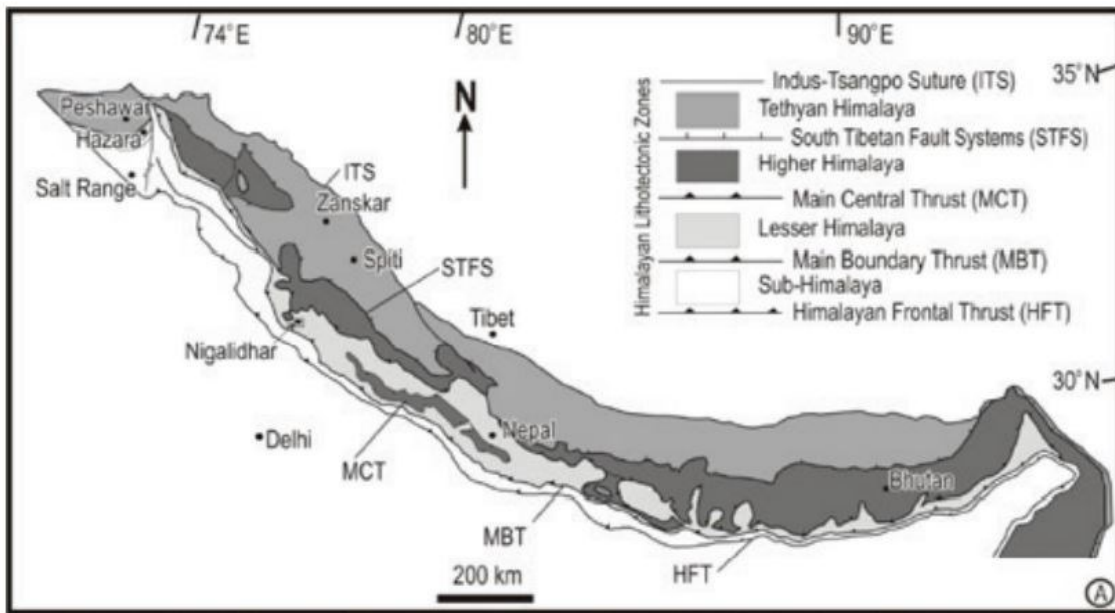 74°E
80°E
90°E
35°N
30°N
N
Himalayan Lithotectonic Zones
Indus-Tsangpo Suture (ITS)
Tethyan Himalaya
South Tibetan Fault Systems (STFS)
Higher Himalaya
Main Central Thrust (MCT)
Lesser Himalaya
Main Boundary Thrust (MBT)
Sub-Himalaya
Himalayan Frontal Thrust (HFT)
Peshawar
Hazara
Salt Range
ITS
Zanskar
Spiti
STFS
Tibet
Nigalidhar
Delhi
Nepal
MCT
Bhutan
MBT
HFT
200 km
A